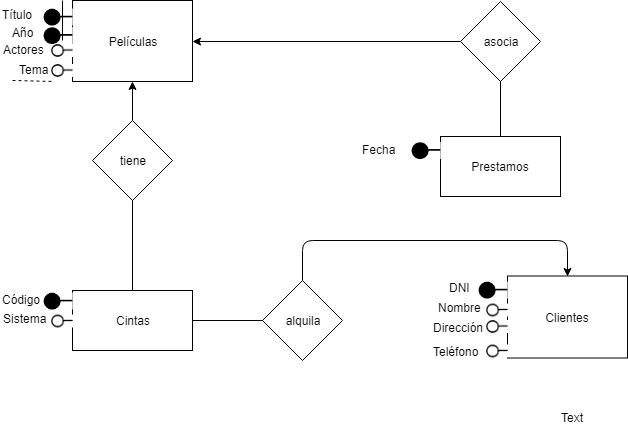 Título
Año
Actores
Tema
Películas
asocia
Fecha
Prestamos
tiene
Código
Sistema
Cintas
alquila
DNI
Nombre
Dirección
Teléfono
Clientes
Text